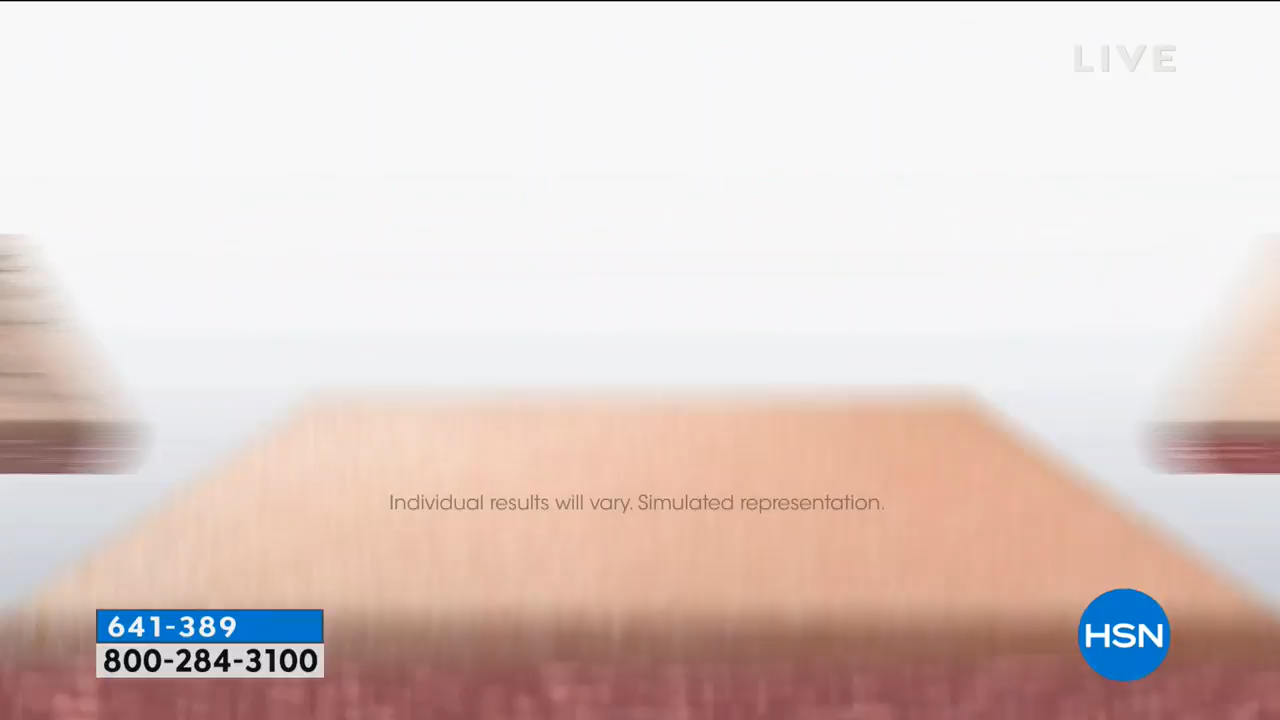 LIVE
Individual results will vary. Simulated representation.
641-389
800-284-3100
HSN